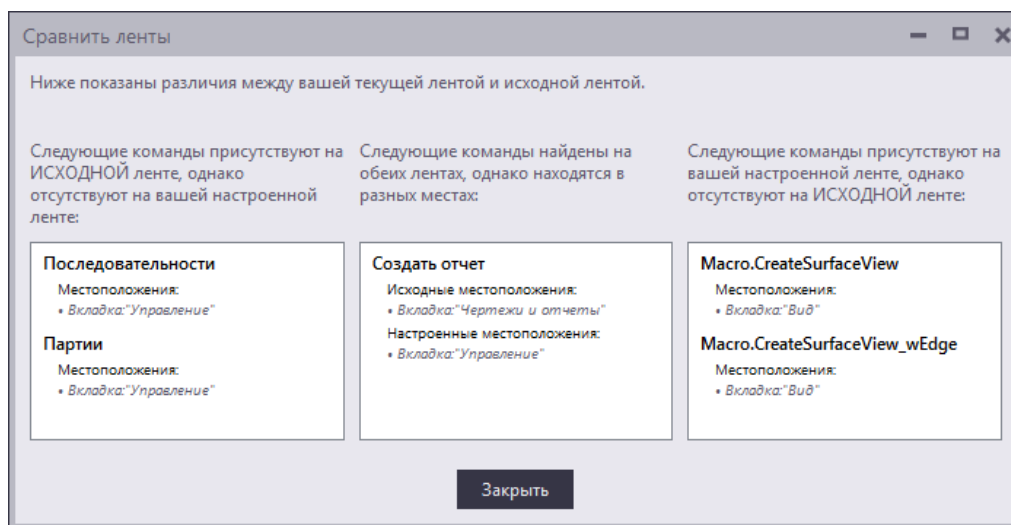 Сравнить ленты
Ниже показаны различия между вашей текущей лентой и исходной лентой.
Следующие команды присутствуют на
ИСХОДНОЙ ленте, однако
отсутствуют на вашей настроенной
ленте:
Последовательности
Местоположения:
• Вкладка:"Управление"
Партии
Местоположения:
• Вкладка:"Управление"
Следующие команды найдены на
обеих лентах, однако находятся в
разных местах:
Создать отчет
Исходные местоположения:
• Вкладка:"Чертежи и отчеты"
Настроенные местоположения:
• Вкладка:"Управление"
Следующие команды присутствуют на
вашей настроенной ленте, однако
отсутствуют на ИСХОДНОЙ ленте:
Macro.CreateSurfaceView
Местоположения:
• Вкладка:"Вид"
Macro.CreateSurfaceView_wEdge
Местоположения:
• Вкладка:"Вид"
Закрыть